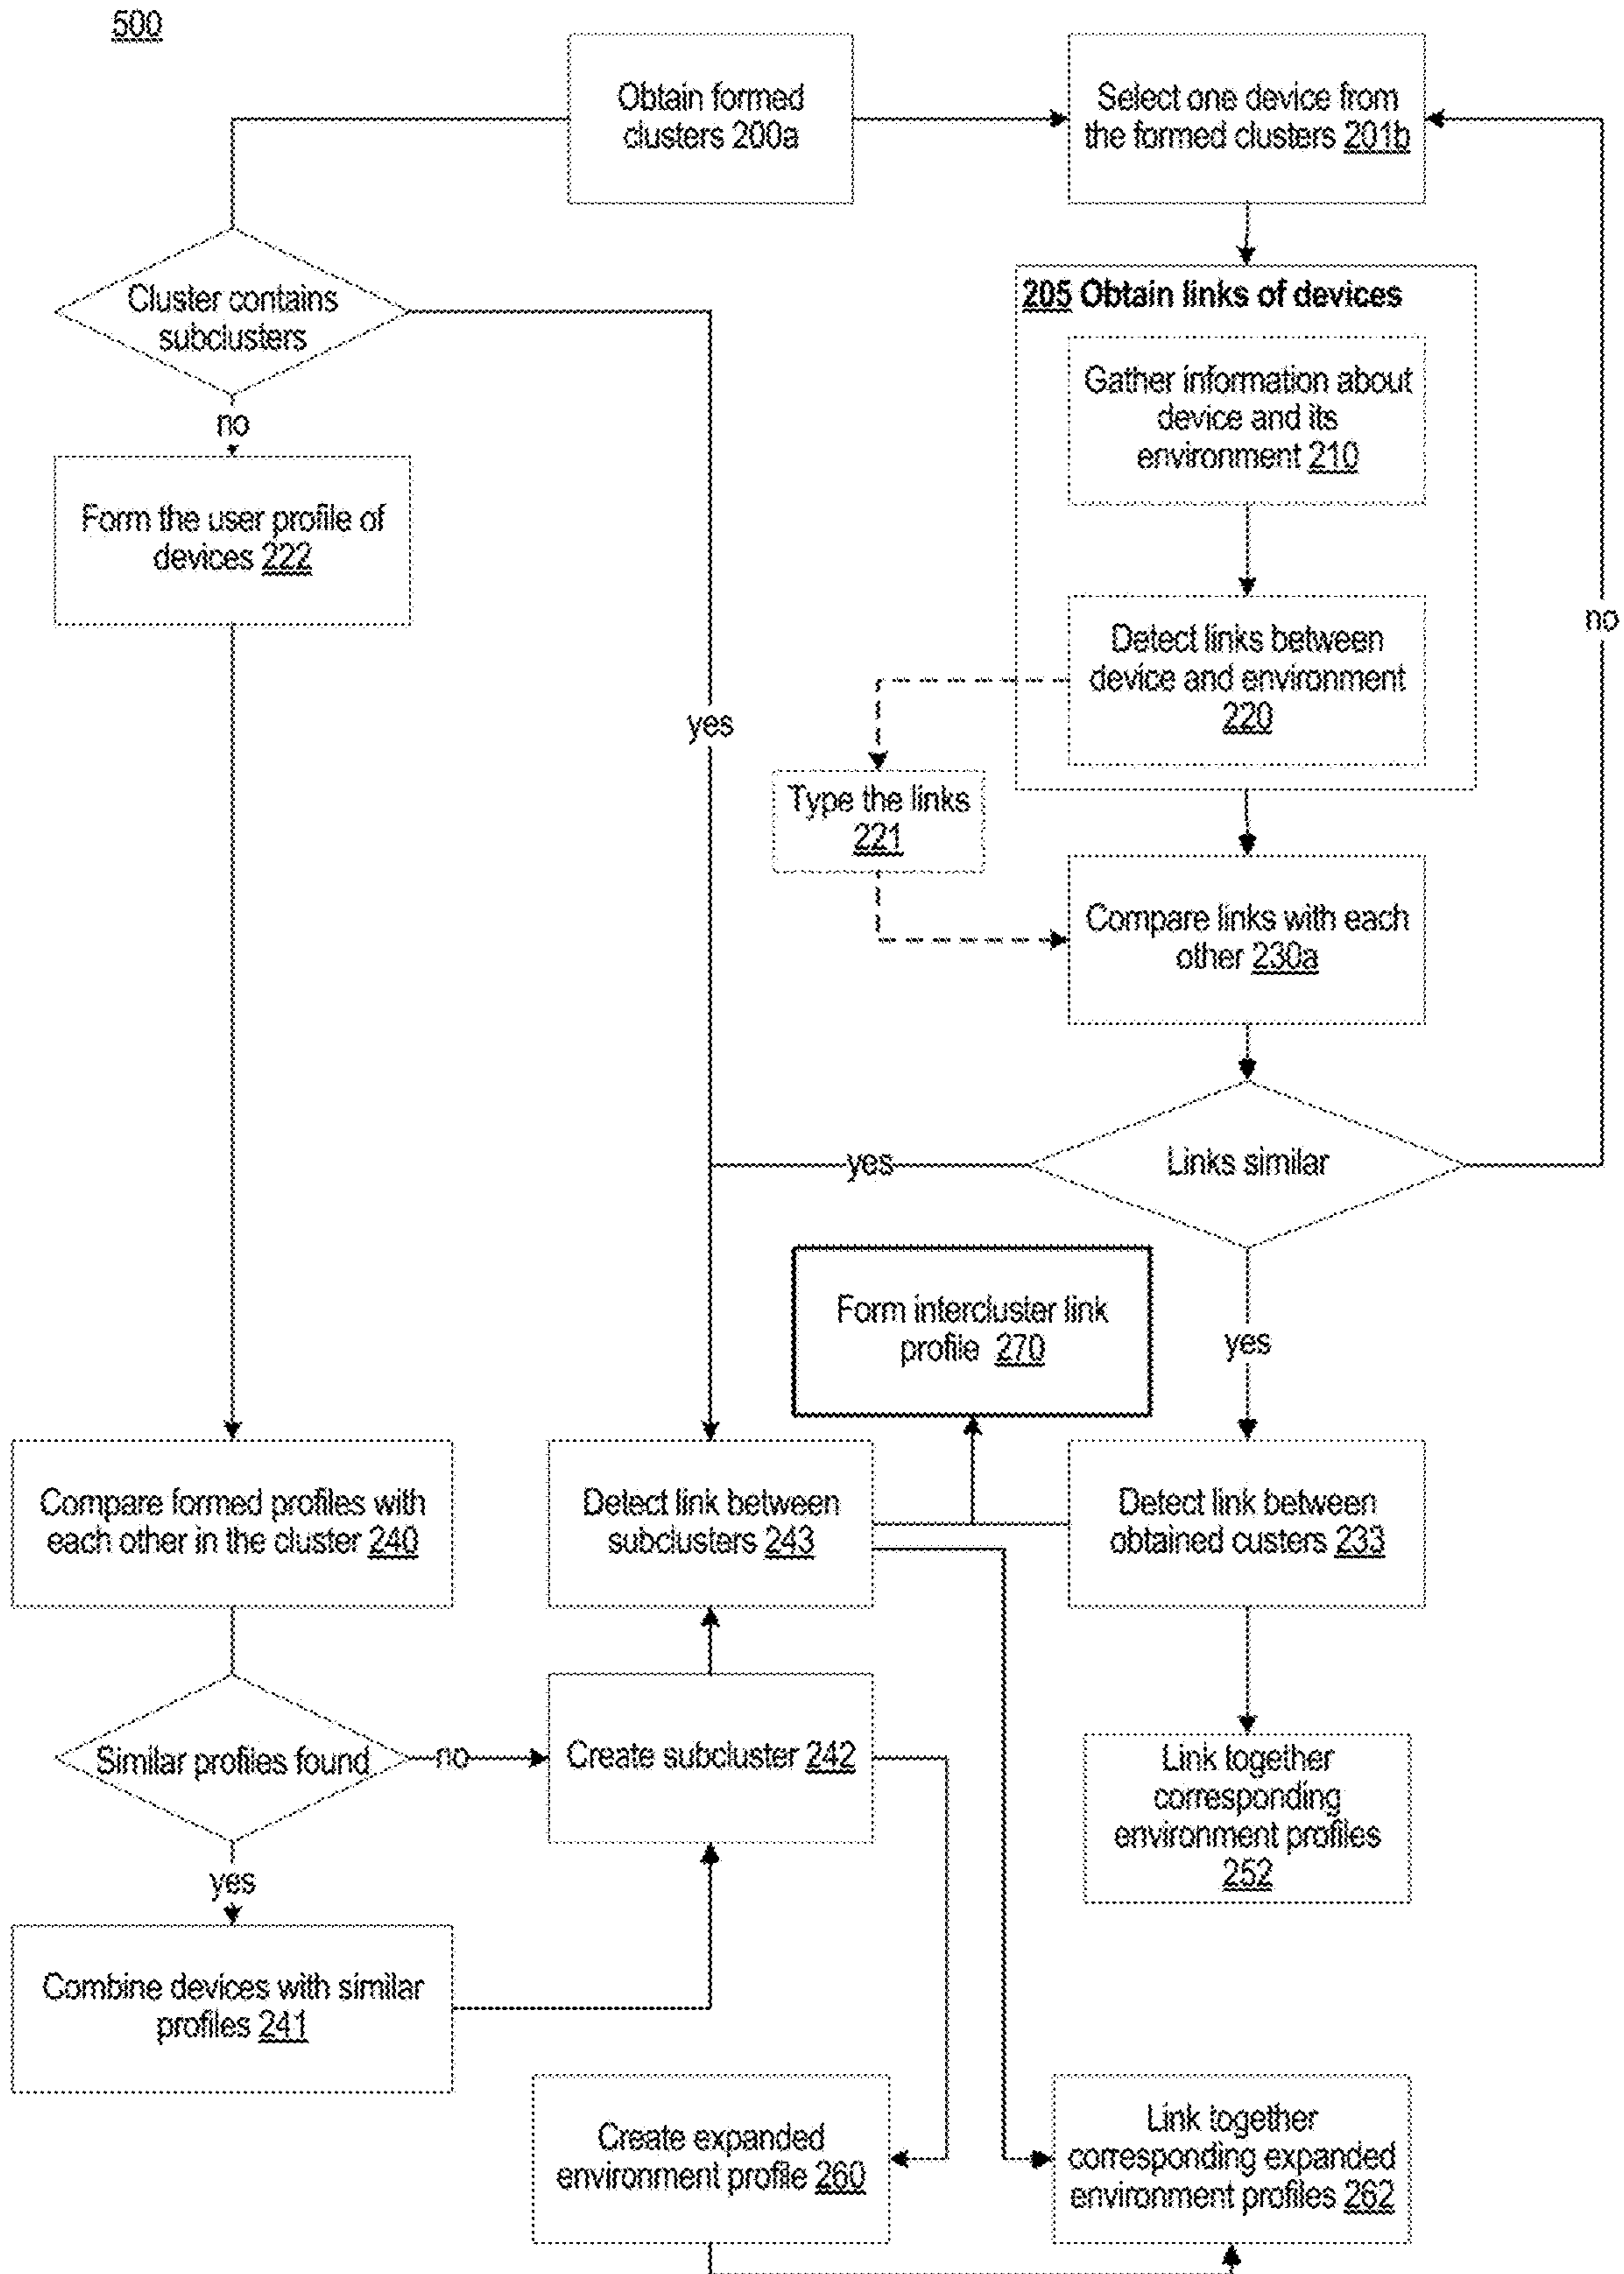 500
Obtain formed
clusters 200a
Select one device from
the formed clusters 201b
Cluster contains
subclusters
205 Obtain links of devices
Gather information about
device and its
environment 210
no
Form the user profile of
devices 222
Detect links between
device and environment
220
no
yes
Type the links
221
Compare links with each
other 230a
yes
Links similar
Form intercluster link
profile 270
yes
Compare formed profiles with
each other in the cluster 240
Detect link between
subclusters 243
Detect link between
obtained custers 233
Similar profiles found
no
Create subcluster 242
Link together
corresponding
environment profiles
252
yes
Combine devices with similar
profiles 241
Create expanded
environment profile 260
Link together
corresponding expanded
environment profiles 262